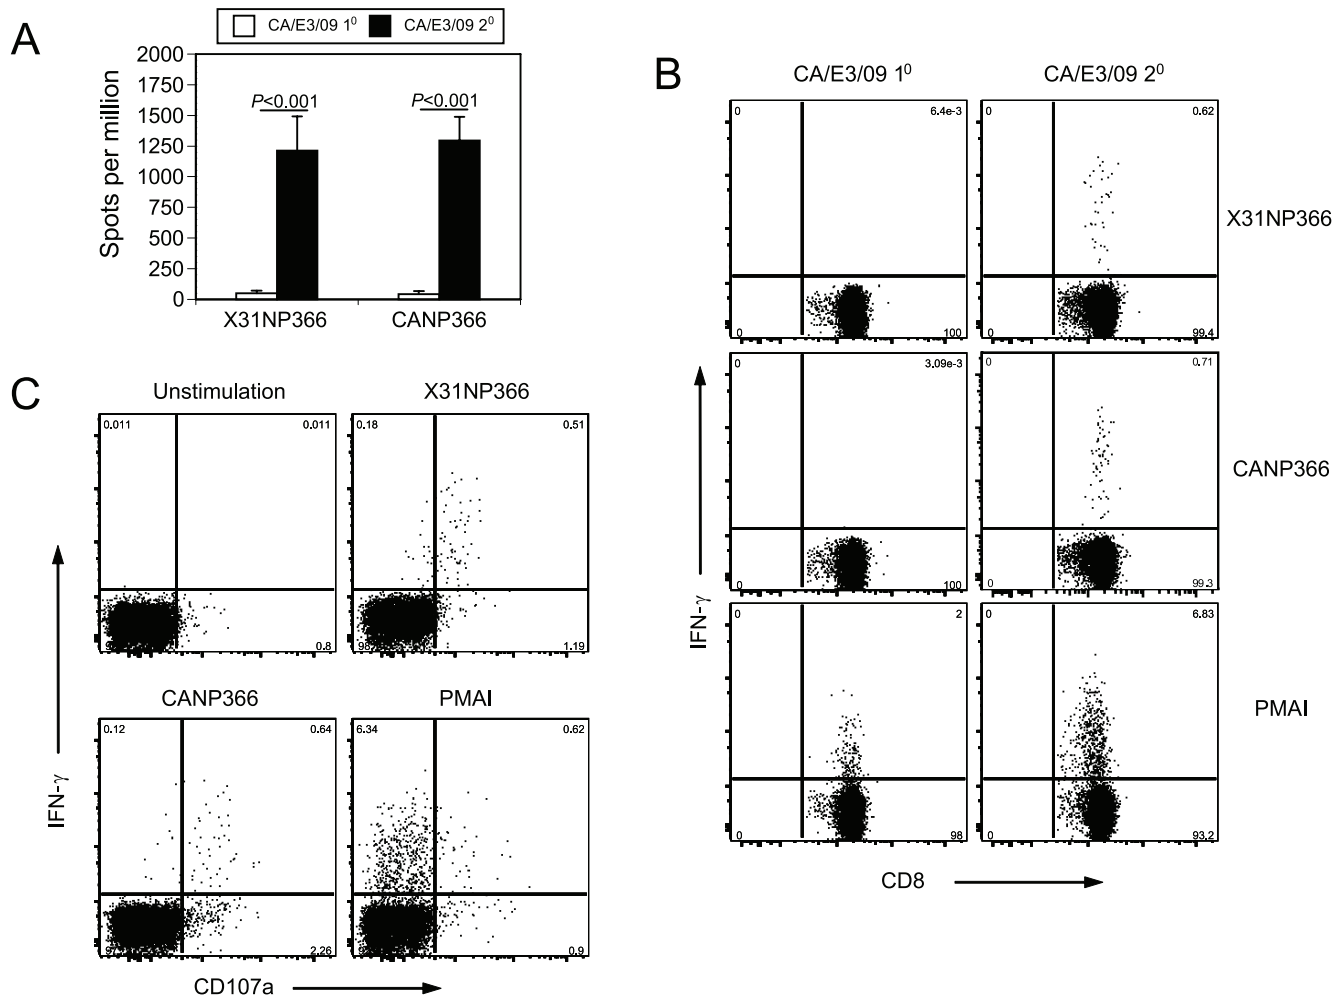 A
CA/E3/09 1⁰ CA/E3/09 2⁰
2000
1750
1500
1250
1000
750
500
250
0
Spots per million
P<0.001 P<0.001
X31NP366 CANP366
B
CA/E3/09 1⁰ CA/E3/09 2⁰
0 6.4e-3 0 0.62
X31NP366
0 100 0 99.4
0 3.09e-3 0 0.71
CANP366
0 100 0 99.3
0 2 0 6.83
PMAI
0 98 0 93.2
IFN-γ
CD8
C
Unstimulation X31NP366
0.011 0.011 0.18 0.51
0.8 1.19
CANP366 PMAI
0.12 0.64 6.34 0.62
2.26 0.9
IFN-γ
CD107a